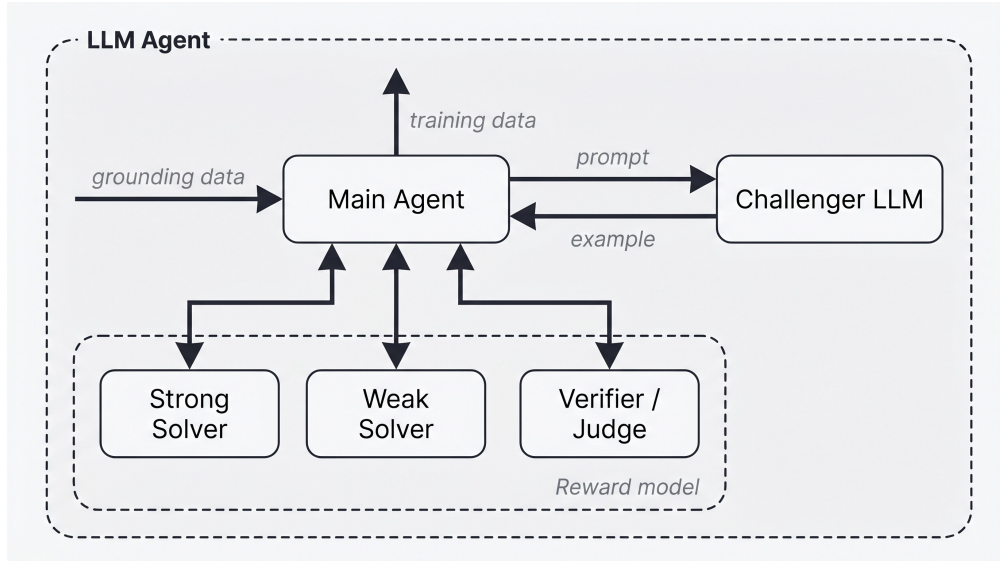 LLM Agent
training data
grounding data
prompt
Main Agent
Challenger LLM
example
Strong
Solver
Weak
Solver
Verifier /
Judge
Reward model